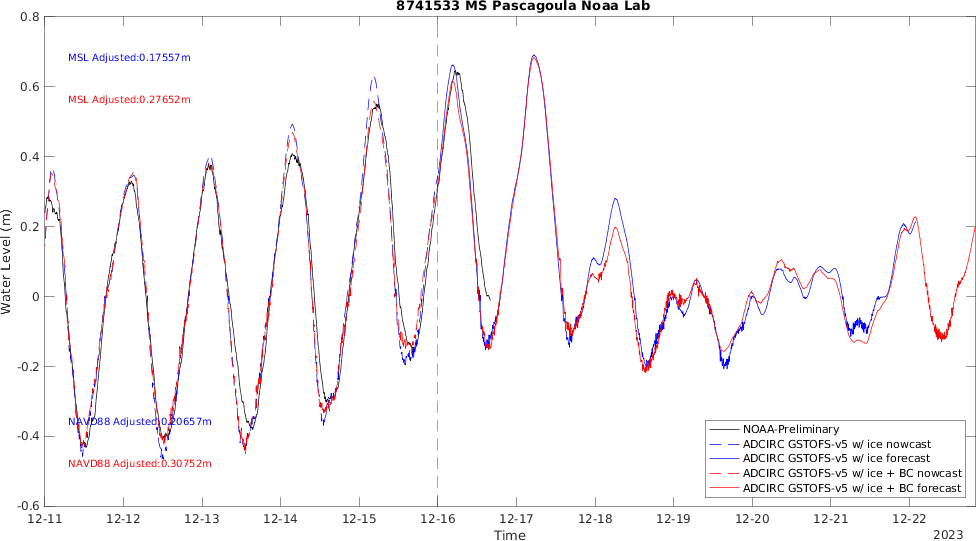 8741533 MS Pascagoula Noaa Lab
0.8
0.6
0.4
0.2
0
-0.2
-0.4
-0.6
Water Level (m)
MSL Adjusted:0.17557m
MSL Adjusted:0.27652m
NAVD88 Adjusted:0.20657m
NAVD88 Adjusted:0.30752m
NOAA-Preliminary
ADCIRC GSTOFS-v5 w/ ice nowcast
ADCIRC GSTOFS-v5 w/ ice forecast
ADCIRC GSTOFS-v5 w/ ice + BC nowcast
ADCIRC GSTOFS-v5 w/ ice + BC forecast
12-11 12-12 12-13 12-14 12-15 12-16 12-17 12-18 12-19 12-20 12-21 12-22
Time
2023